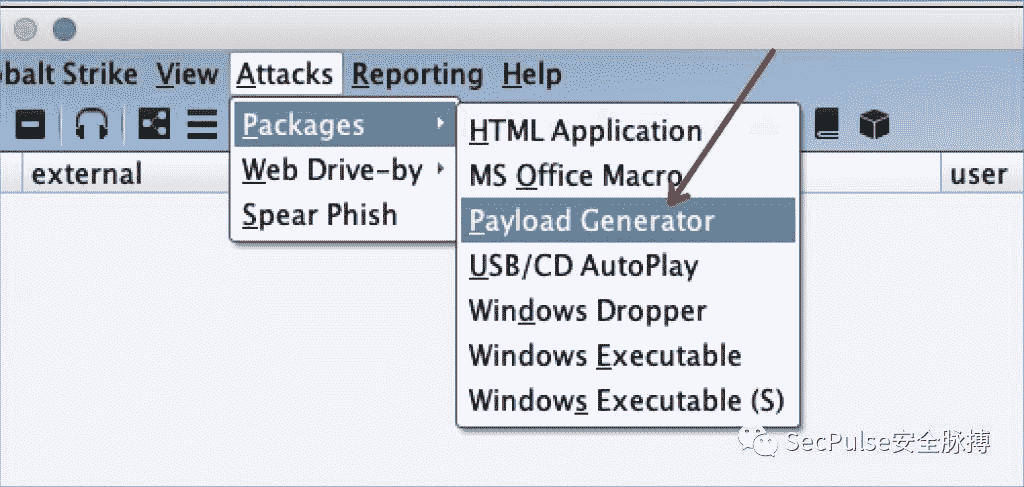 obalt Strike View Attacks Reporting Help
Packages
Web Drive-by
Spear Phish
HTML Application
MS Office Macro
Payload Generator
USB/CD AutoPlay
Windows Dropper
Windows Executable
Windows Executable (S)
external
user
SecPulse安全脉搏